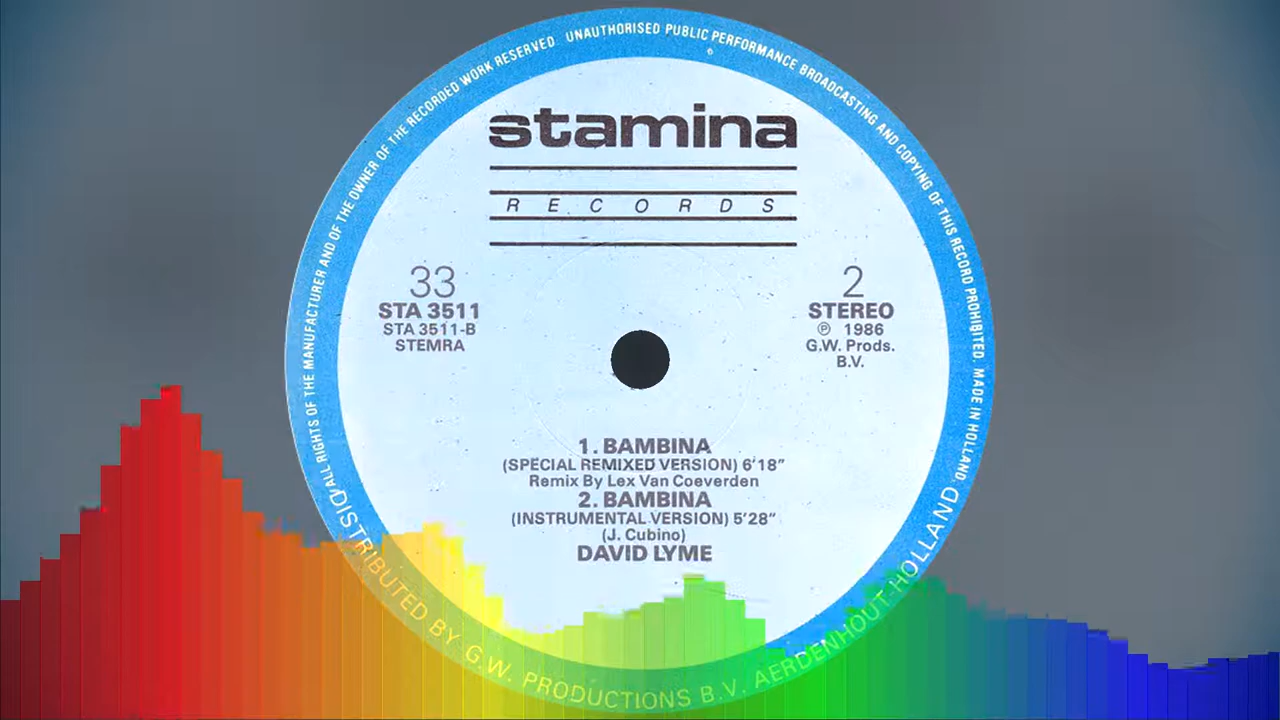 ALL RIGHTS OF THE MANUFACTURER AND OF THE OWNER OF THE RECORDED WORK RESERVED UNAUTHORISED PUBLIC PERFORMANCE BROADCASTING AND COPYING OF THIS RECORD PROHIBITED. MADE IN HOLLAND.
stamina
RECORDS
33
STA 3511
STA 3511-B
STEMRA
2
STEREO
℗ 1986
G.W. Prods.
B.V.
1. BAMBINA
(SPECIAL REMIXED VERSION) 6'18"
Remix By Lex Van Coeverden
2. BAMBINA
(INSTRUMENTAL VERSION) 5'28"
(J. Cubino)
DAVID LYME
DISTRIBUTED BY G.W. PRODUCTIONS B.V. AERDENHOUT-HOLLAND